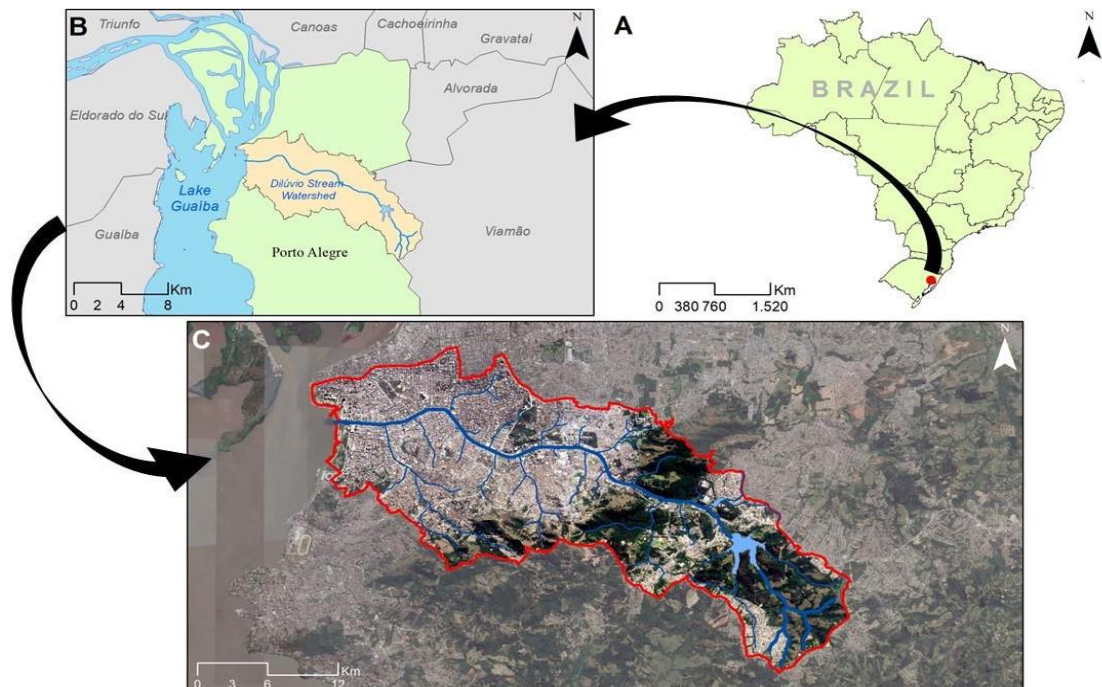 B
Triunfo
Canoas
Cachoeirinha
Gravataí
N
Alvorada
Eldorado do Sul
Lake
Guaíba
Dilúvio Stream
Watershed
Guaíba
Porto Alegre
Viamão
Km
0 2 4 8
A
N
BRAZIL
Km
0 380 760 1.520
C
N
Km
0 3 6 12